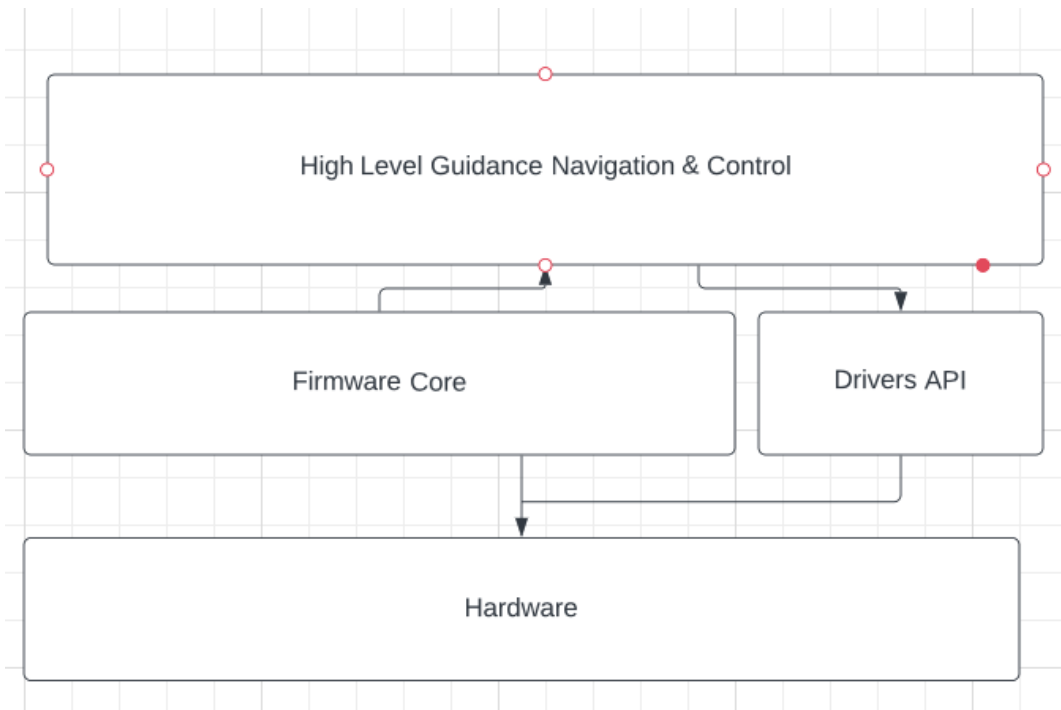 High Level Guidance Navigation & Control
Firmware Core
Drivers API
Hardware